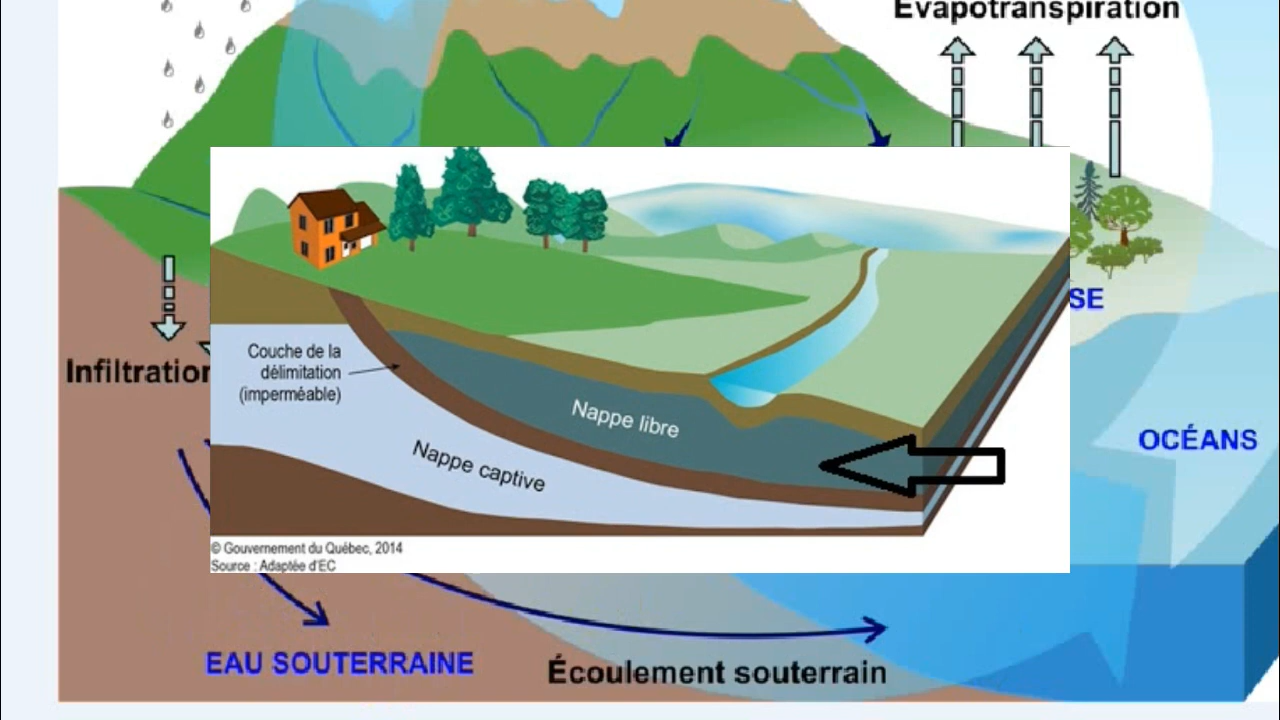 Évapotranspiration
SE
Infiltration
Couche de la
délimitation
(imperméable)
Nappe libre
Nappe captive
OCÉANS
© Gouvernement du Québec, 2014
Source : Adaptée d'EC
EAU SOUTERRAINE
Écoulement souterrain